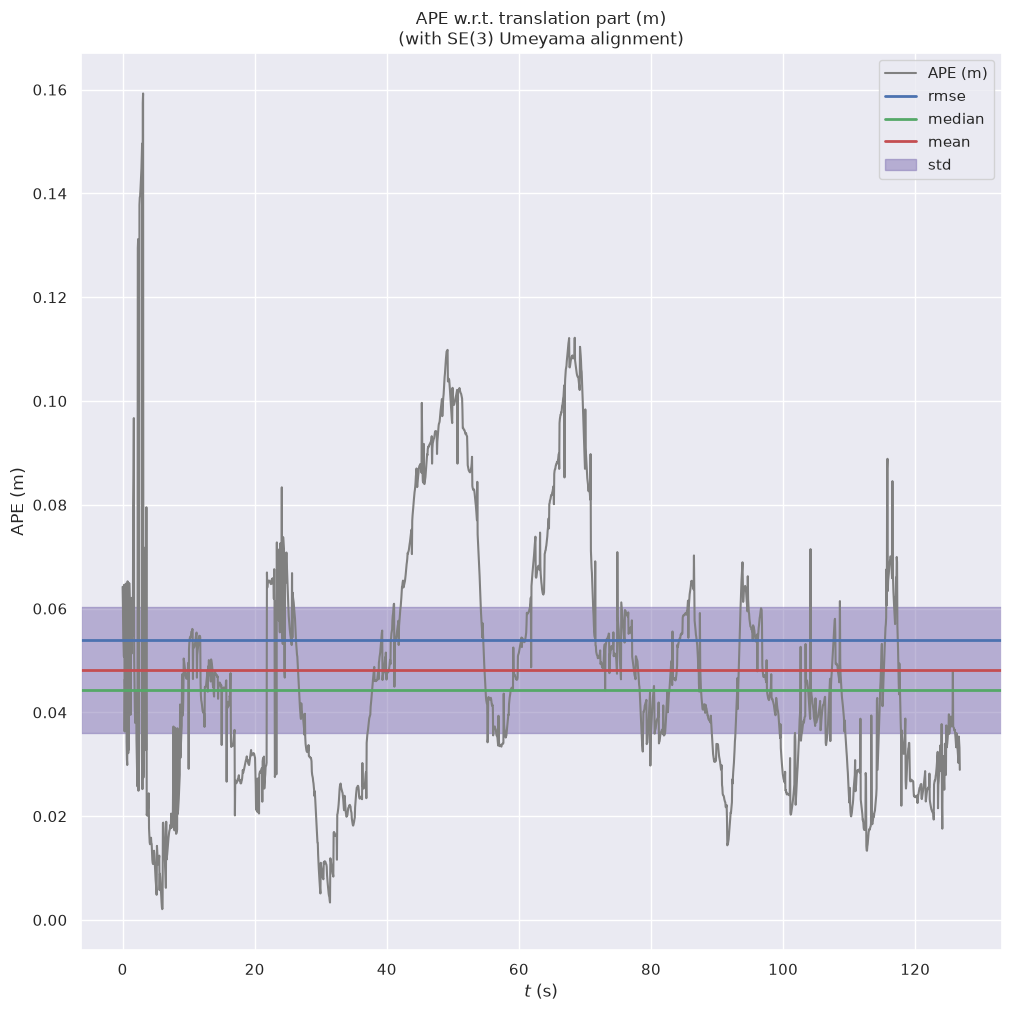 APE w.r.t. translation part (m)
(with SE(3) Umeyama alignment)
APE (m)
rmse
median
mean
std
APE (m)
0.16
0.14
0.12
0.10
0.08
0.06
0.04
0.02
0.00
0 20 40 60 80 100 120
t (s)